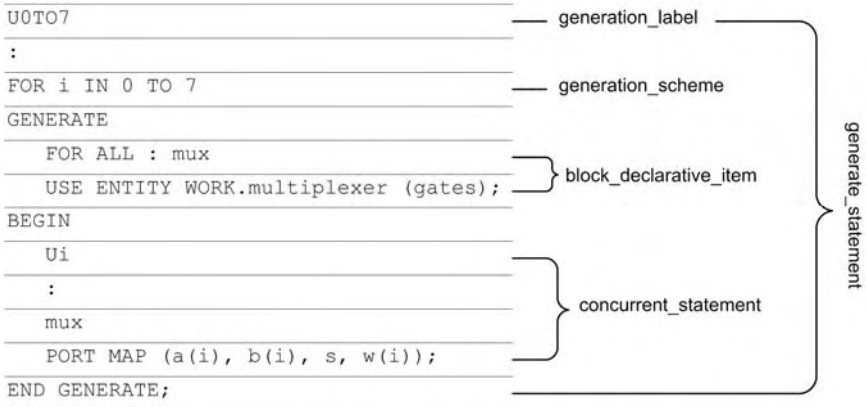 U0TO7 generation_label
:
FOR i IN 0 TO 7 generation_scheme
GENERATE
FOR ALL : mux
USE ENTITY WORK.multiplexer (gates);
block_declarative_item
BEGIN
Ui
:
mux
PORT MAP (a(i), b(i), s, w(i));
concurrent_statement
END GENERATE;
generate_statement